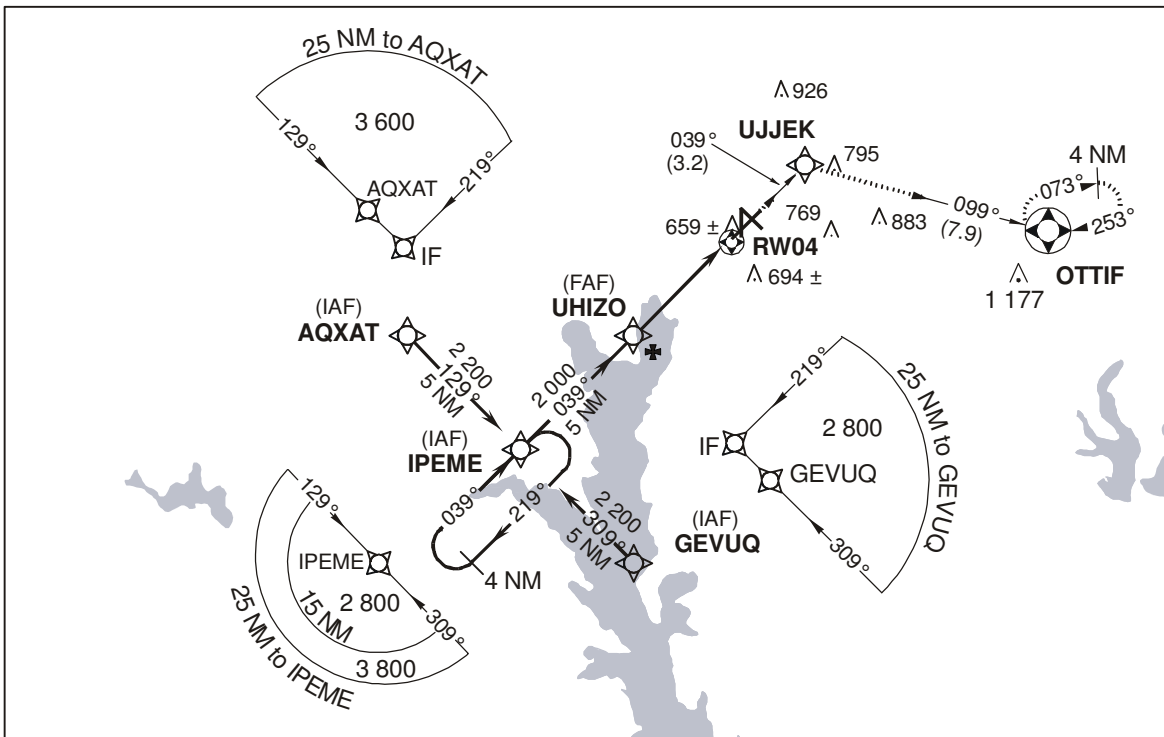 25 NM to AQXAT
3 600
129°
219°
AQXAT
IF
926
UJJEK
039°
(3.2)
795
4 NM
073°
099°
(7.9)
253°
883
769
659 ±
RW04
694 ±
OTTIF
1 177
(FAF)
UHIZO
(IAF)
AQXAT
2 200
129°
5 NM
2 000
039°
5 NM
(IAF)
IPEME
039°
219°
4 NM
2 200
309°
5 NM
(IAF)
GEVUQ
219°
25 NM to GEVUQ
2 800
IF
GEVUQ
309°
129°
IPEME
2 800
309°
15 NM
3 800
25 NM to IPEME